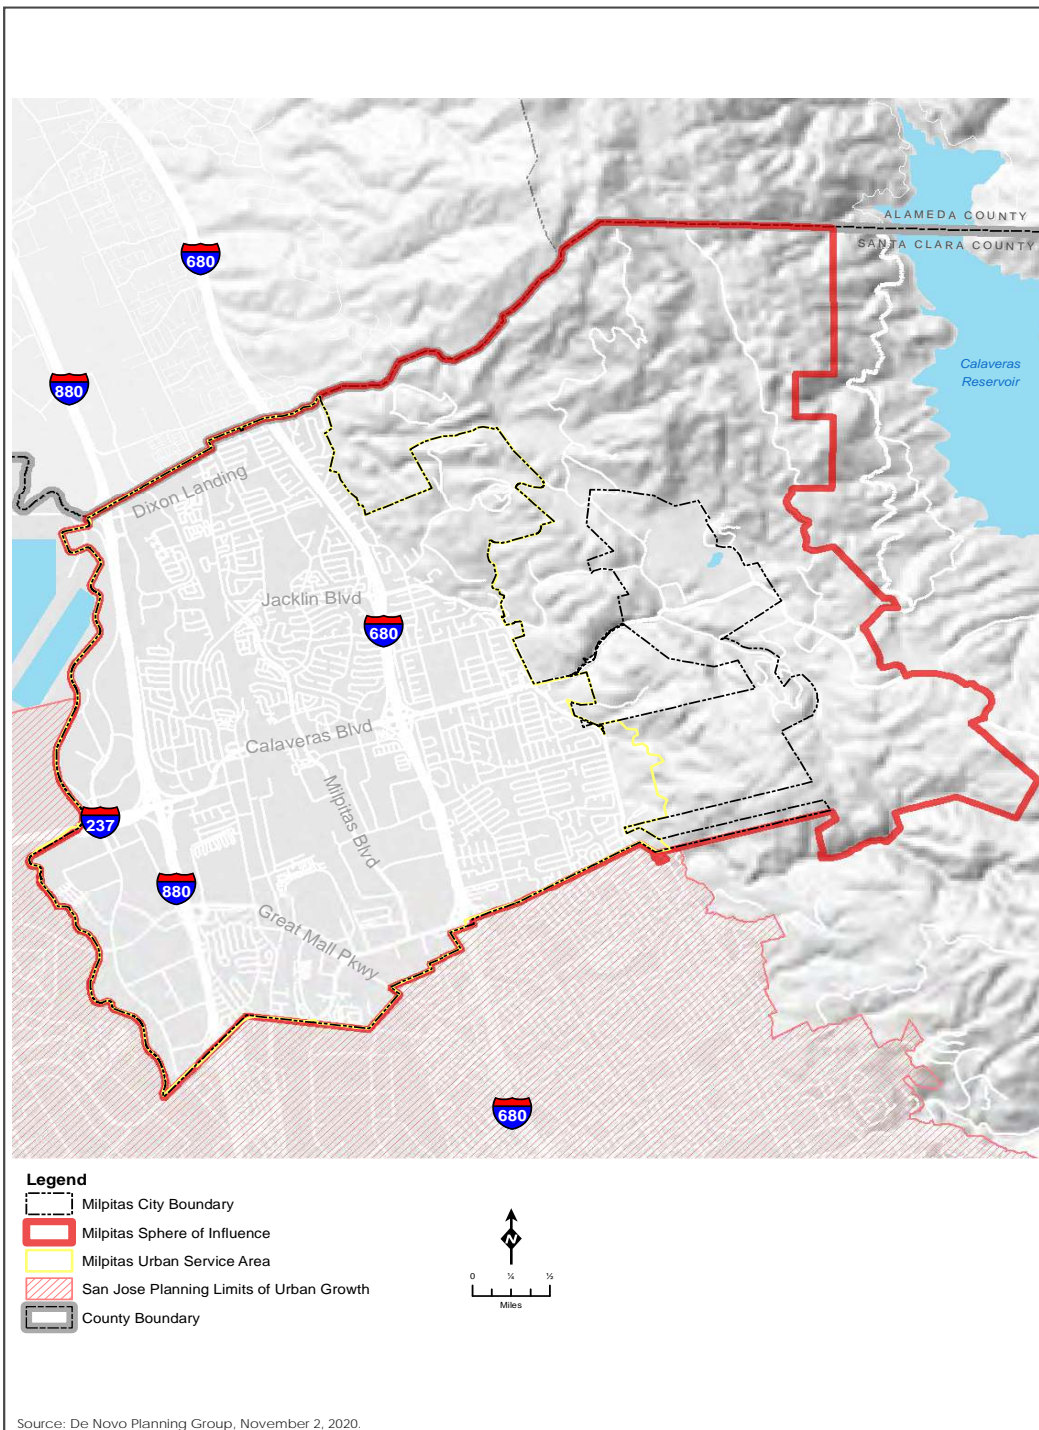 ALAMEDA COUNTY
SANTA CLARA COUNTY
680
Calaveras
Reservoir
880
Dixon Landing
Jacklin Blvd
680
Calaveras Blvd
Milpitas Blvd
237
880
Great Mall Pkwy
680
Legend
Milpitas City Boundary
Milpitas Sphere of Influence
Milpitas Urban Service Area
San Jose Planning Limits of Urban Growth
County Boundary
N
0 ¼ ½
Miles
Source: De Novo Planning Group, November 2, 2020.